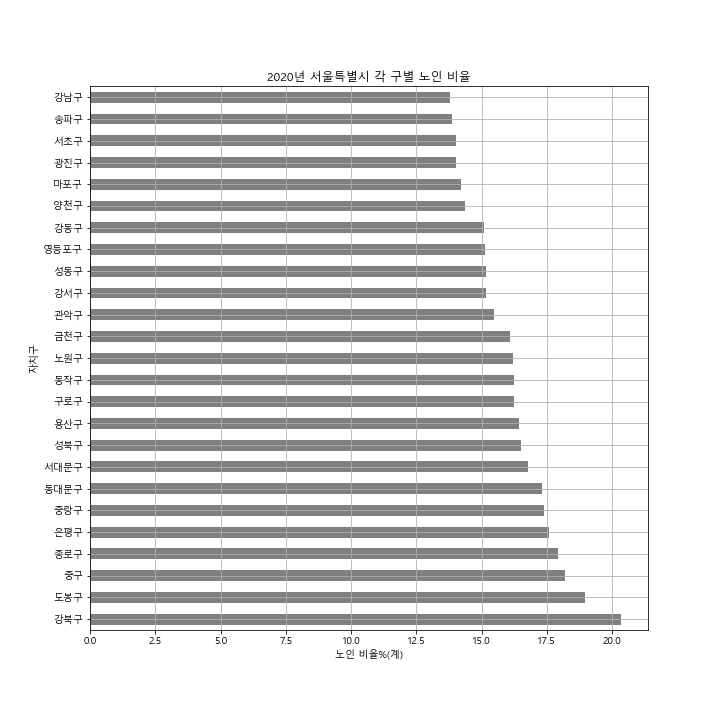 2020년 서울특별시 각 구별 노인 비율
강남구
송파구
서초구
광진구
마포구
양천구
강동구
영등포구
성동구
강서구
관악구
금천구
노원구
동작구
구로구
용산구
성북구
서대문구
동대문구
중랑구
은평구
종로구
중구
도봉구
강북구
자치구
0.0 2.5 5.0 7.5 10.0 12.5 15.0 17.5 20.0
노인 비율%(계)